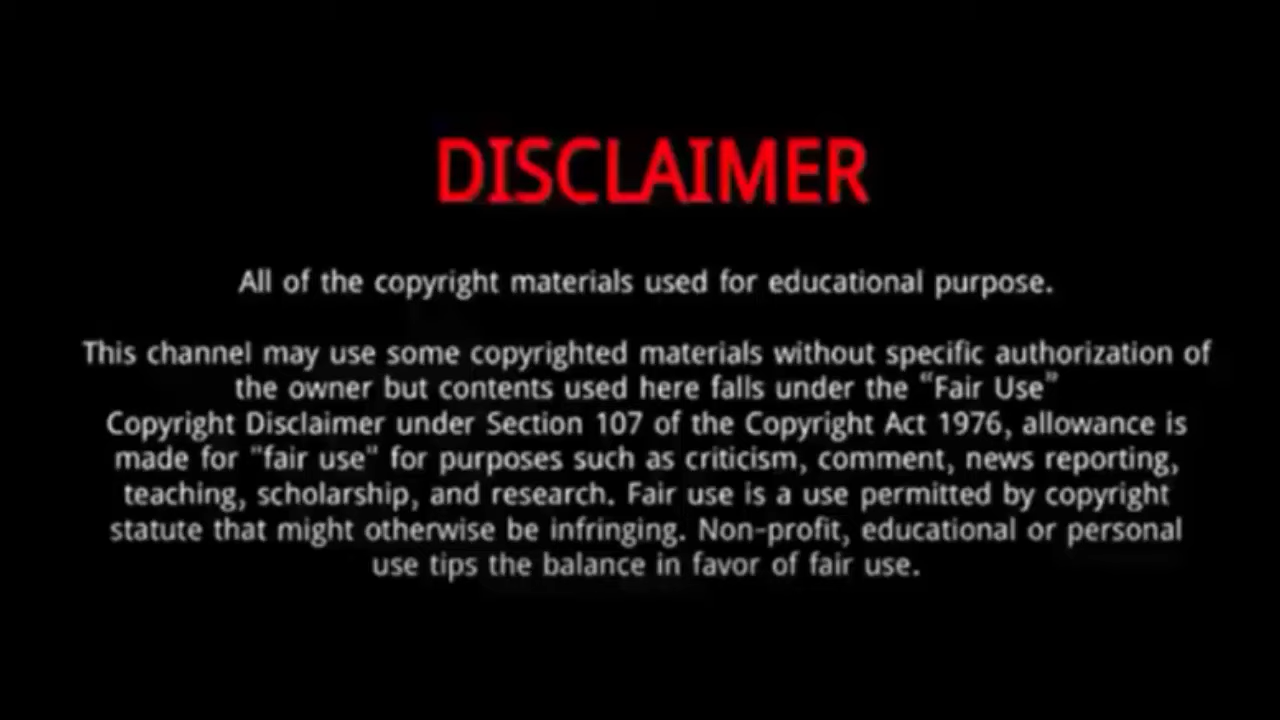 DISCLAIMER
All of the copyright materials used for educational purpose.
This channel may use some copyrighted materials without specific authorization of
the owner but contents used here falls under the “Fair Use”
Copyright Disclaimer under Section 107 of the Copyright Act 1976, allowance is
made for "fair use" for purposes such as criticism, comment, news reporting,
teaching, scholarship, and research. Fair use is a use permitted by copyright
statute that might otherwise be infringing. Non-profit, educational or personal
use tips the balance in favor of fair use.